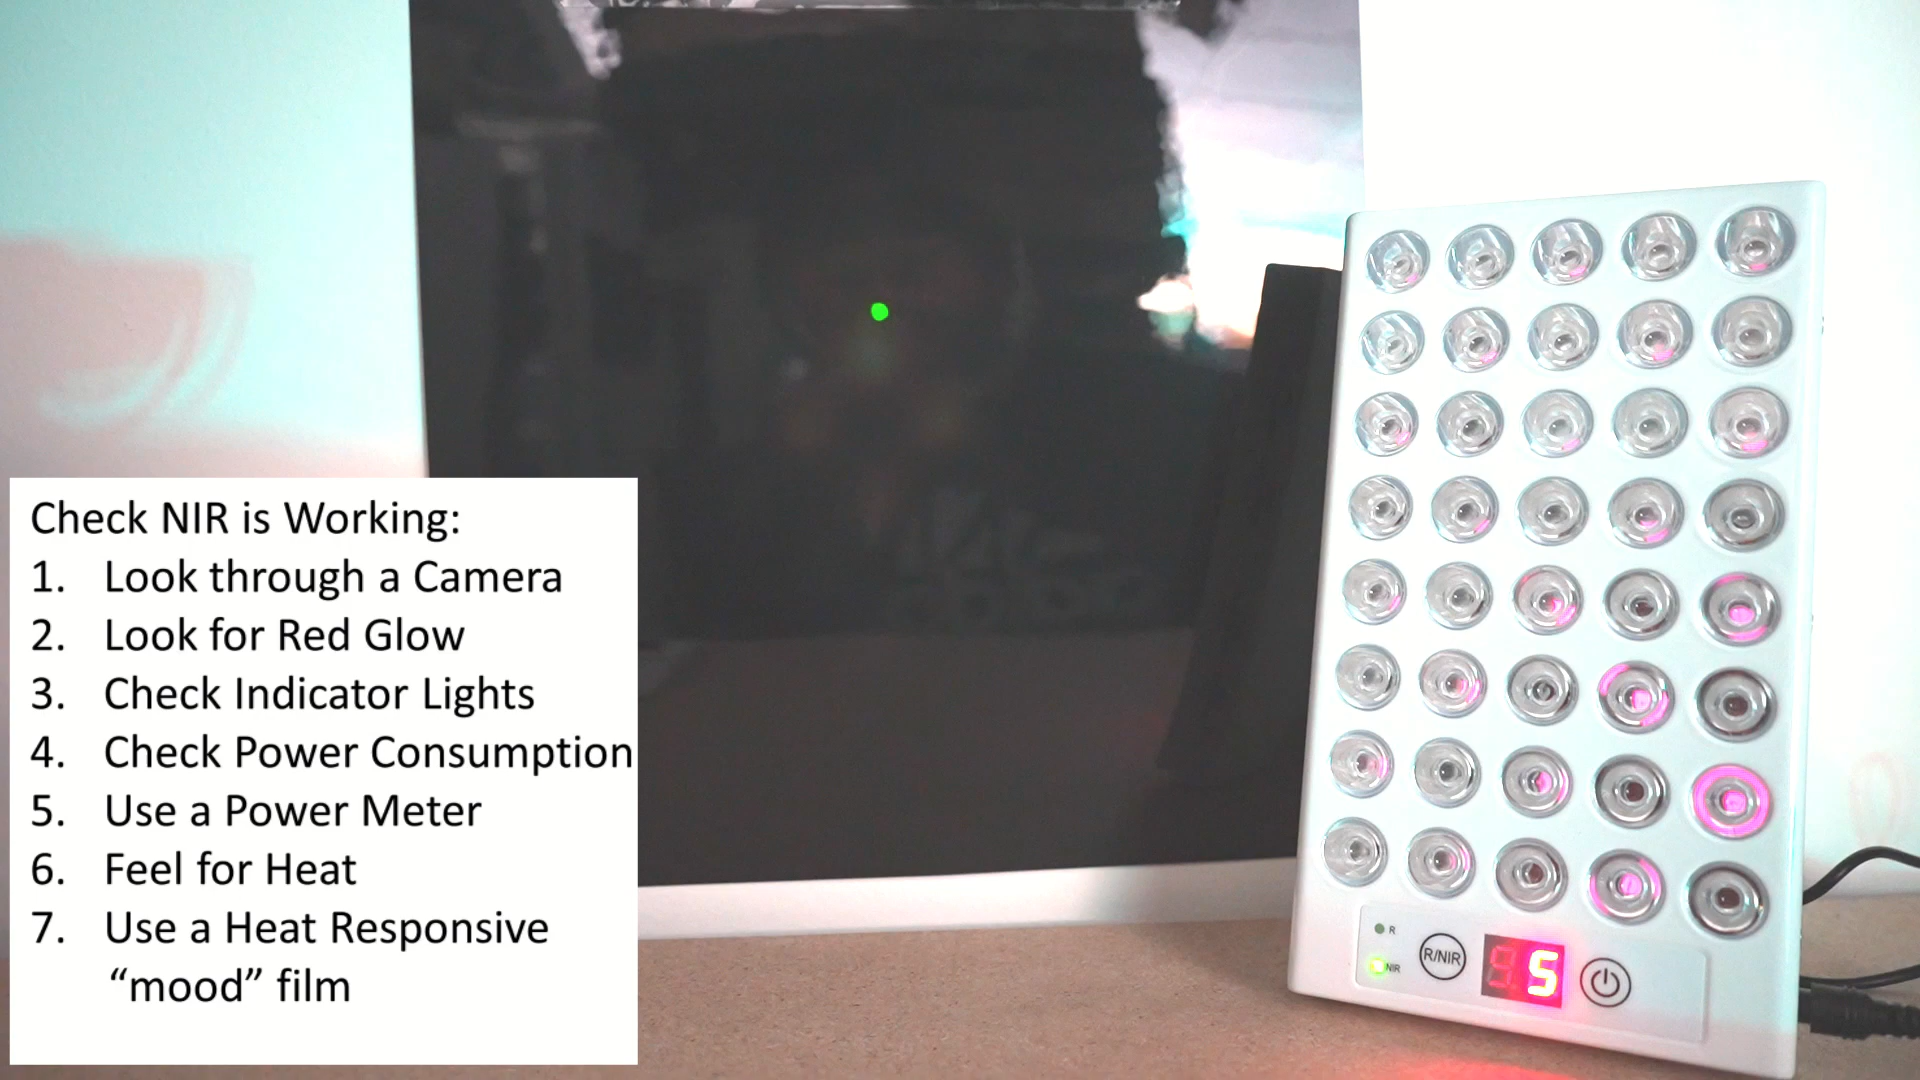 Check NIR is Working:
1. Look through a Camera
2. Look for Red Glow
3. Check Indicator Lights
4. Check Power Consumption
5. Use a Power Meter
6. Feel for Heat
7. Use a Heat Responsive
“mood” film
R
NIR
R/NIR
5